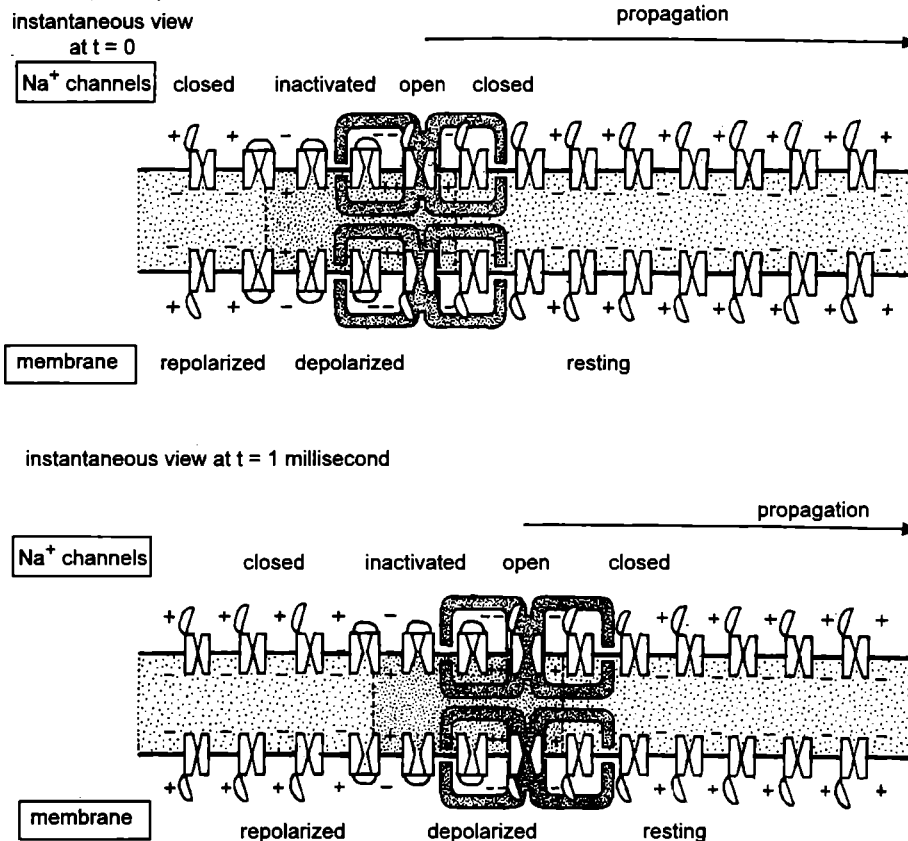 instantaneous view
at t = 0
propagation
Na⁺ channels closed inactivated open closed
membrane repolarized depolarized resting
instantaneous view at t = 1 millisecond
propagation
Na⁺ channels closed inactivated open closed
membrane repolarized depolarized resting